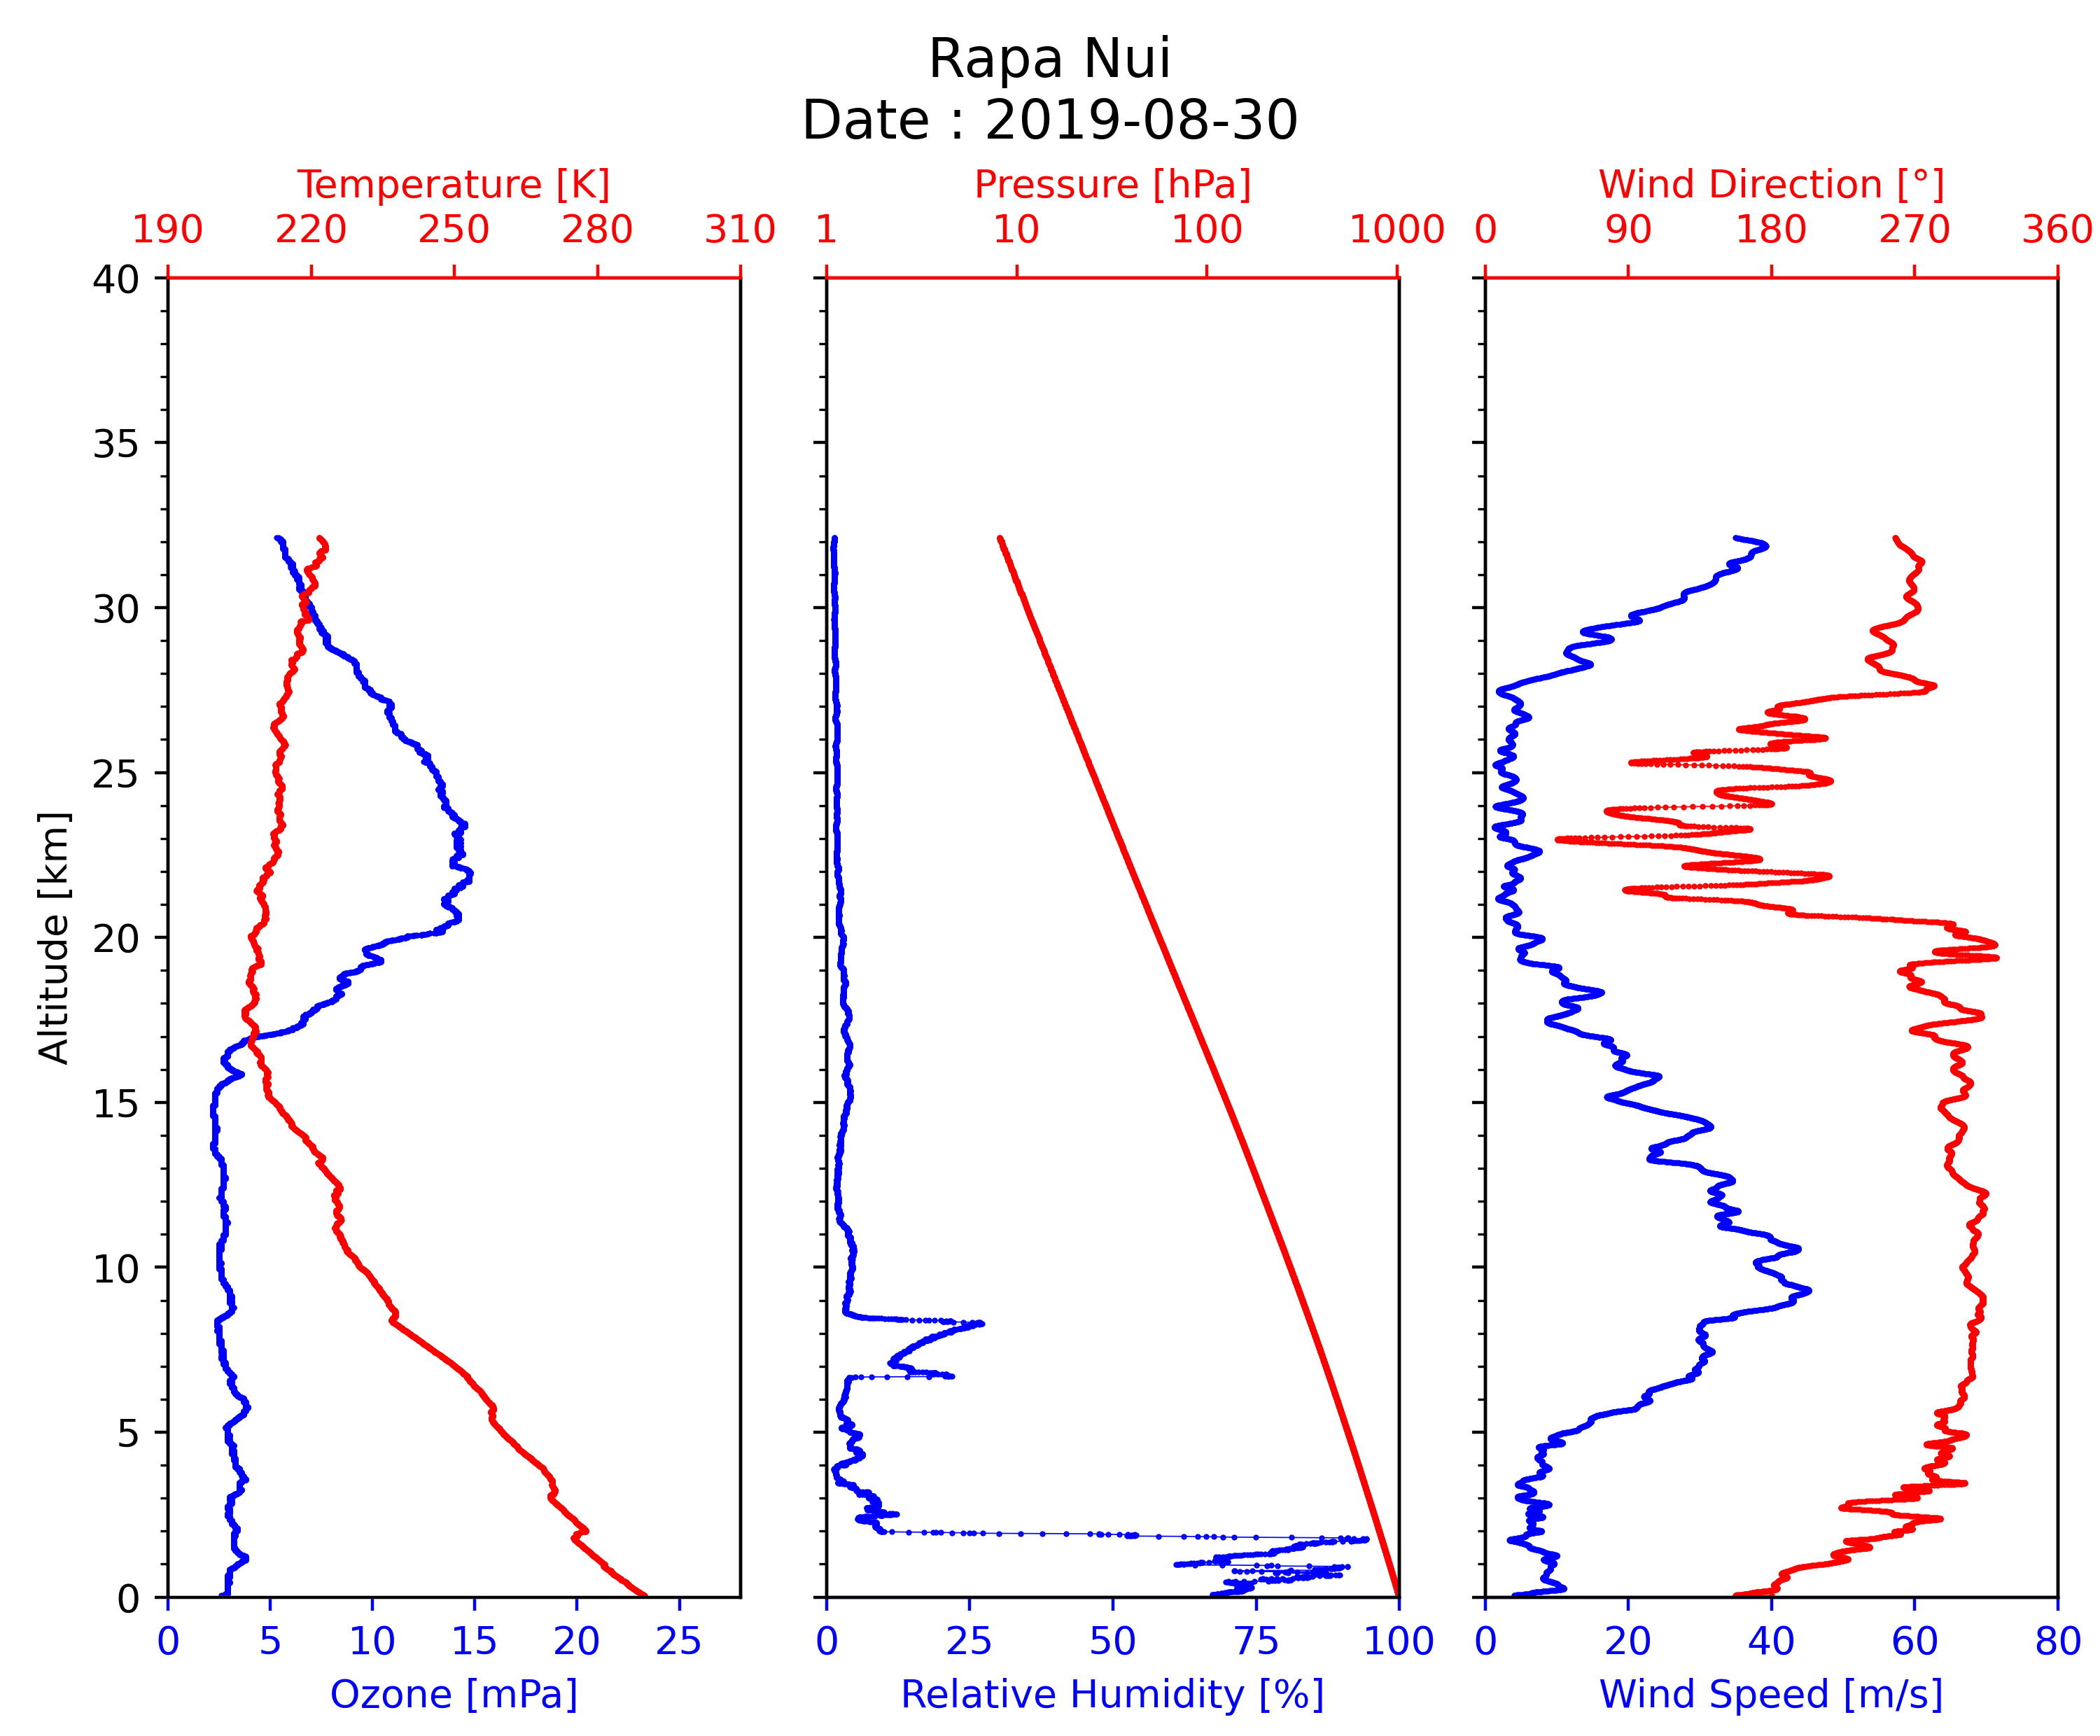 Rapa Nui
Date : 2019-08-30
Temperature [K]
190 220 250 280 310
Pressure [hPa]
1 10 100 1000
Wind Direction [°]
0 90 180 270 360
Altitude [km]
40
35
30
25
20
15
10
5
0
0 5 10 15 20 25
Ozone [mPa]
0 25 50 75 100
Relative Humidity [%]
0 20 40 60 80
Wind Speed [m/s]